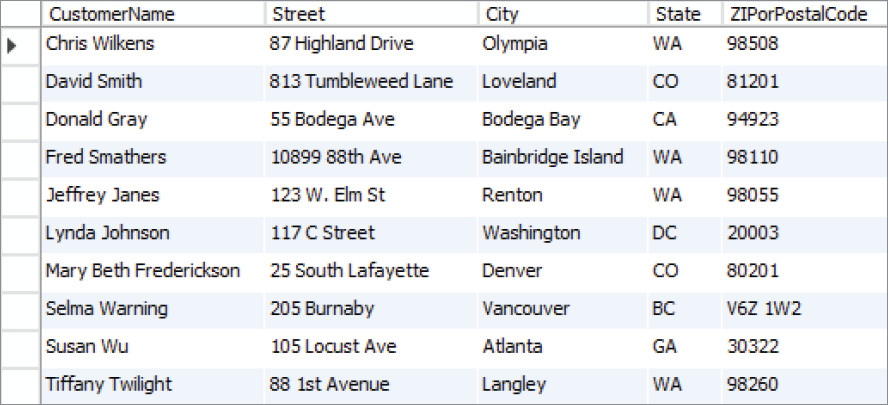 CustomerName Street City State ZIPorPostalCode
Chris Wilkens 87 Highland Drive Olympia WA 98508
David Smith 813 Tumbleweed Lane Loveland CO 81201
Donald Gray 55 Bodega Ave Bodega Bay CA 94923
Fred Smathers 10899 88th Ave Bainbridge Island WA 98110
Jeffrey Janes 123 W. Elm St Renton WA 98055
Lynda Johnson 117 C Street Washington DC 20003
Mary Beth Frederickson 25 South Lafayette Denver CO 80201
Selma Warning 205 Burnaby Vancouver BC V6Z 1W2
Susan Wu 105 Locust Ave Atlanta GA 30322
Tiffany Twilight 88 1st Avenue Langley WA 98260